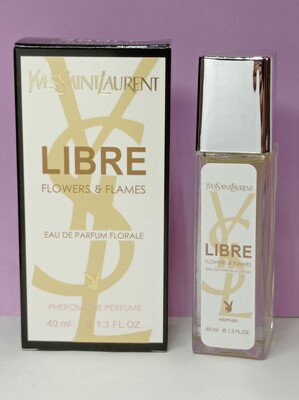 YVESSAINTLAURENT
LIBRE
FLOWERS & FLAMES
EAU DE PARFUM FLORALE
PHEROMONE PERFUME
40 ml ℮ 1.3 FL.OZ.
YVESSAINTLAURENT
LIBRE
FLOWERS & FLAMES
EAU DE PARFUM FLORALE
women
40 ml ℮ 1.3 FL.OZ.